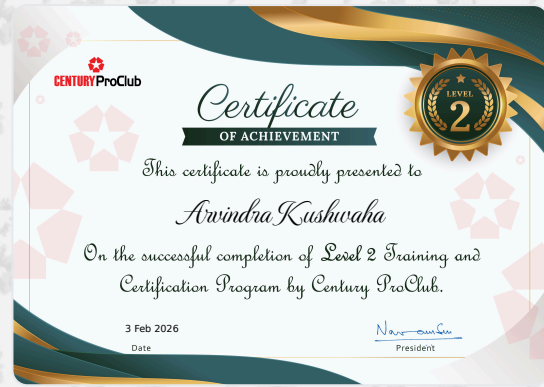 CENTURY ProClub
Certificate
OF ACHIEVEMENT
LEVEL
2
This certificate is proudly presented to
Arvindra Kushwaha
On the successful completion of Level 2 Training and
Certification Program by Century ProClub.
3 Feb 2026
Date
President